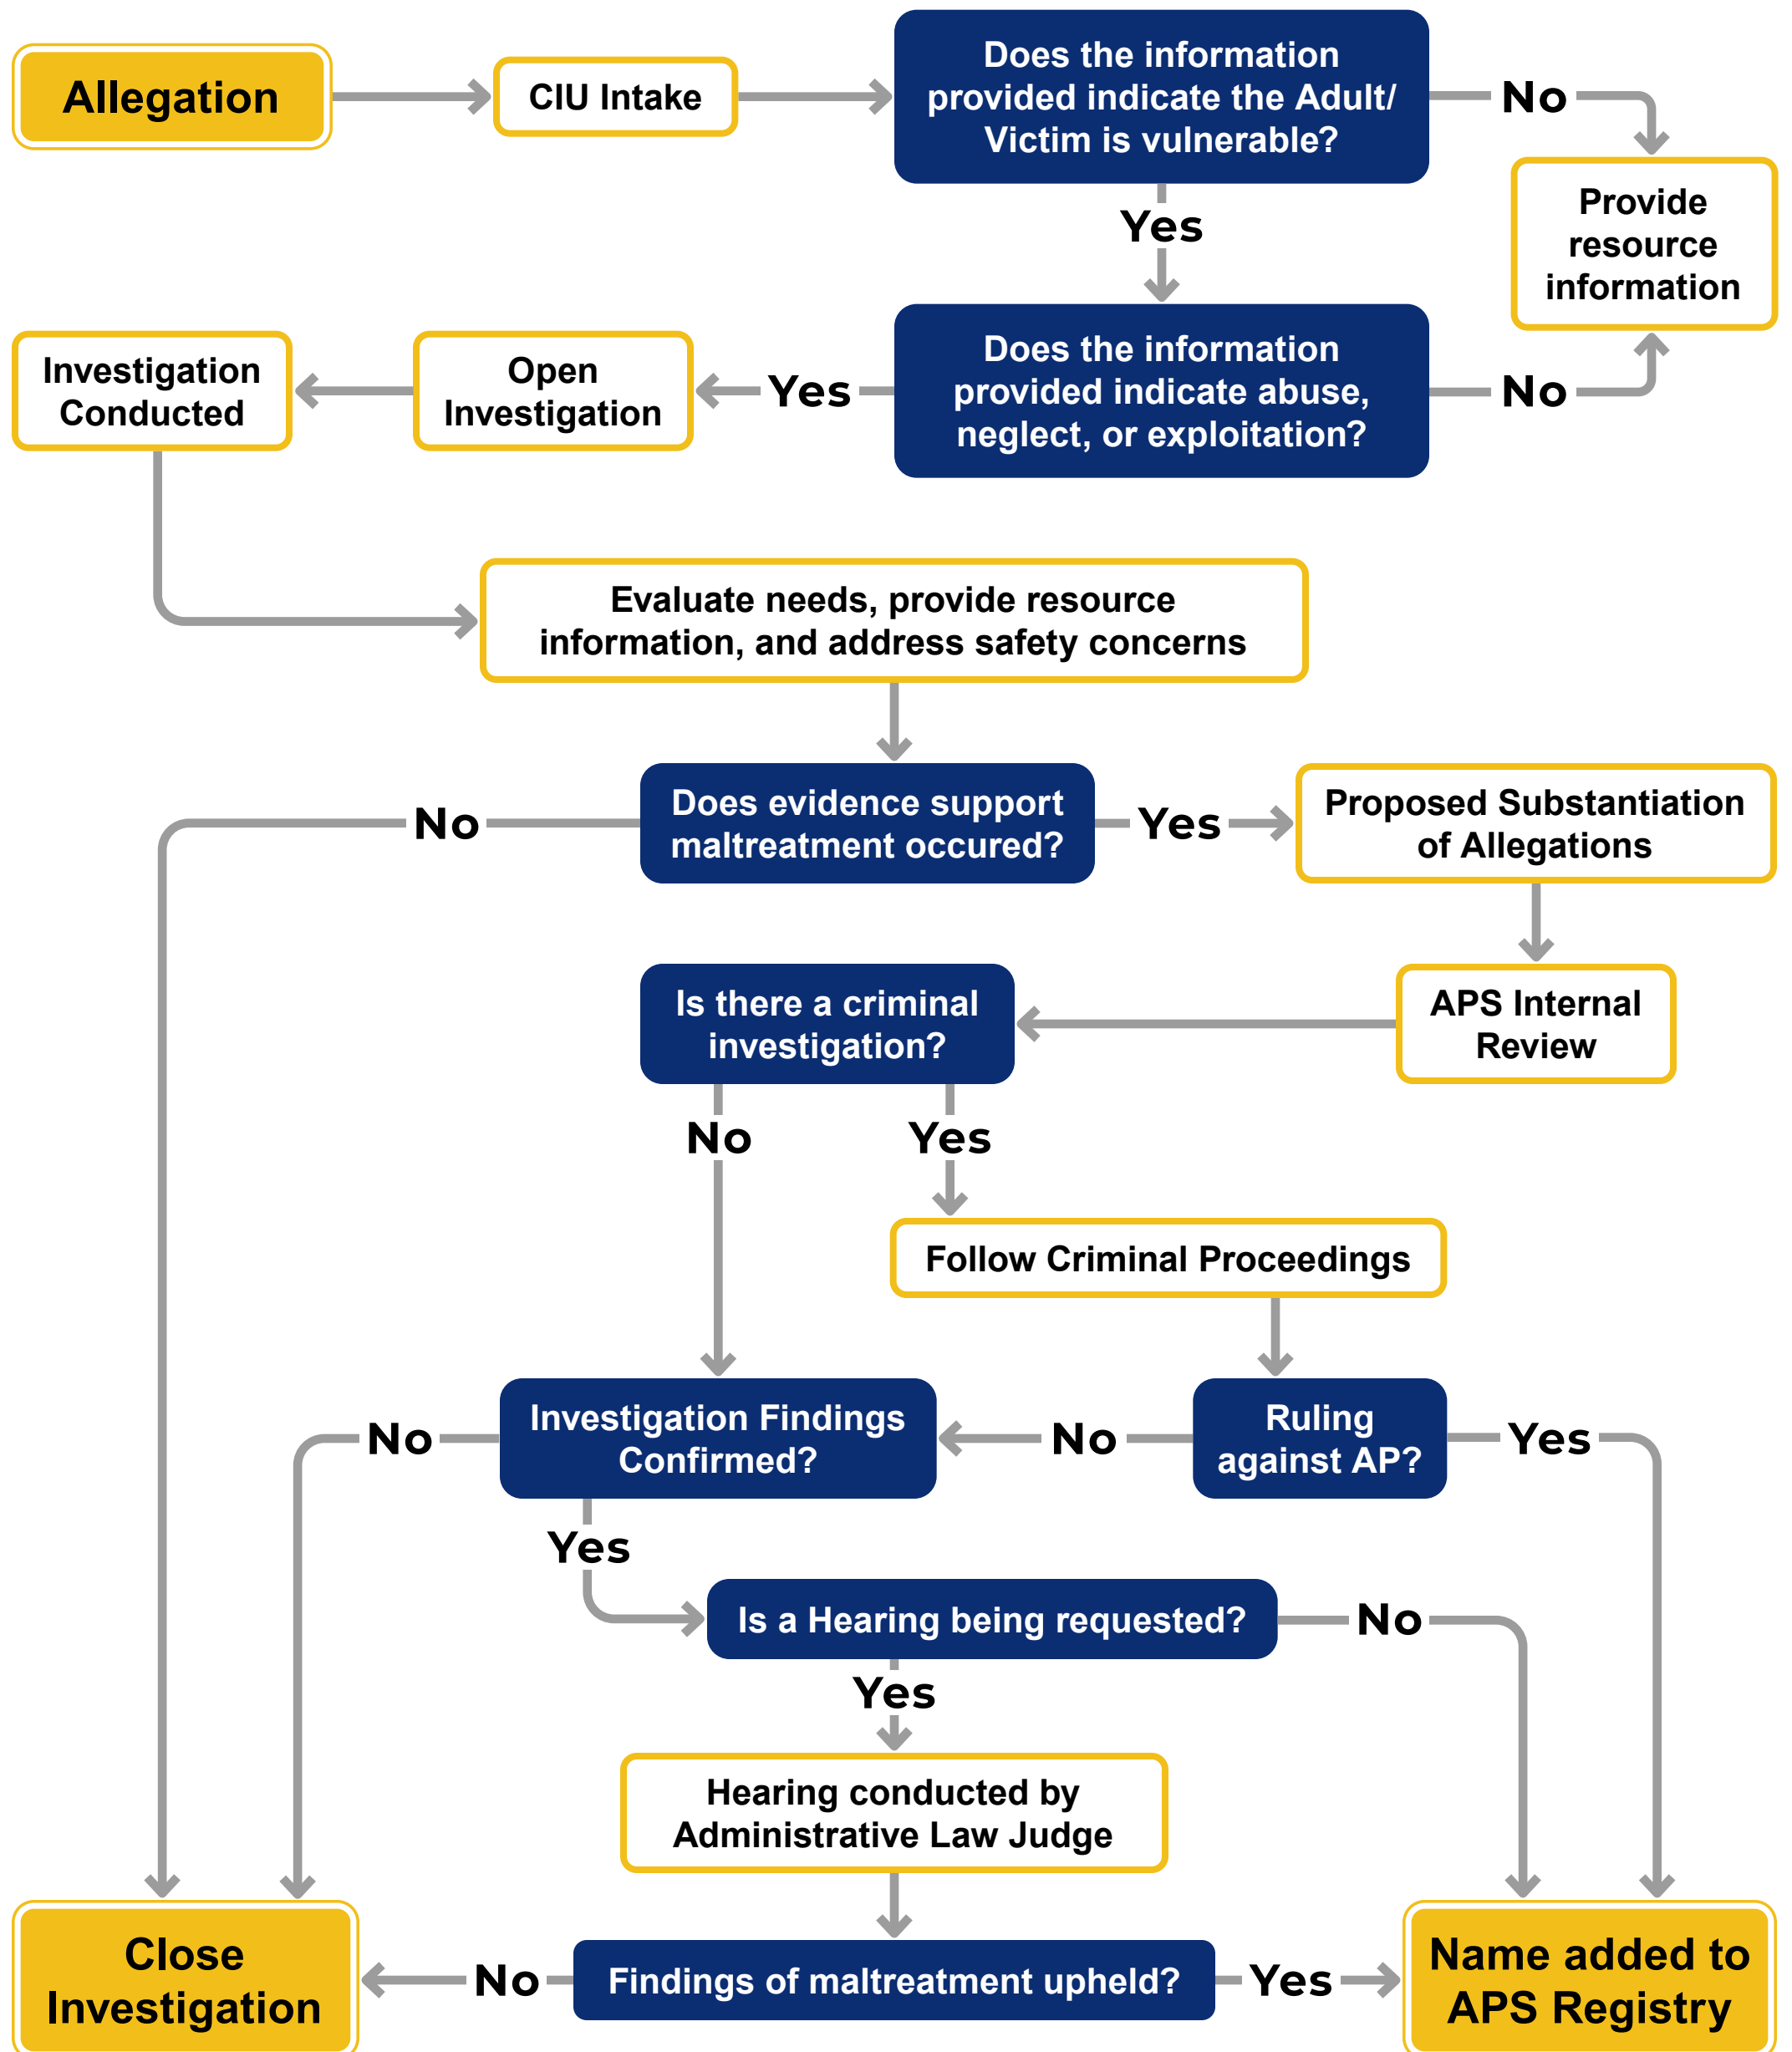 Allegation
CIU Intake
Does the information
provided indicate the Adult/
Victim is vulnerable?
No
Provide
resource
information
Yes
Does the information
provided indicate abuse,
neglect, or exploitation?
No
Yes
Open
Investigation
Investigation
Conducted
Evaluate needs, provide resource
information, and address safety concerns
Does evidence support
maltreatment occured?
No
Yes
Proposed Substantiation
of Allegations
APS Internal
Review
Is there a criminal
investigation?
No
Yes
Follow Criminal Proceedings
Ruling
against AP?
Yes
No
Investigation Findings
Confirmed?
No
Yes
Is a Hearing being requested?
No
Yes
Hearing conducted by
Administrative Law Judge
Findings of maltreatment upheld?
No
Yes
Close
Investigation
Name added to
APS Registry